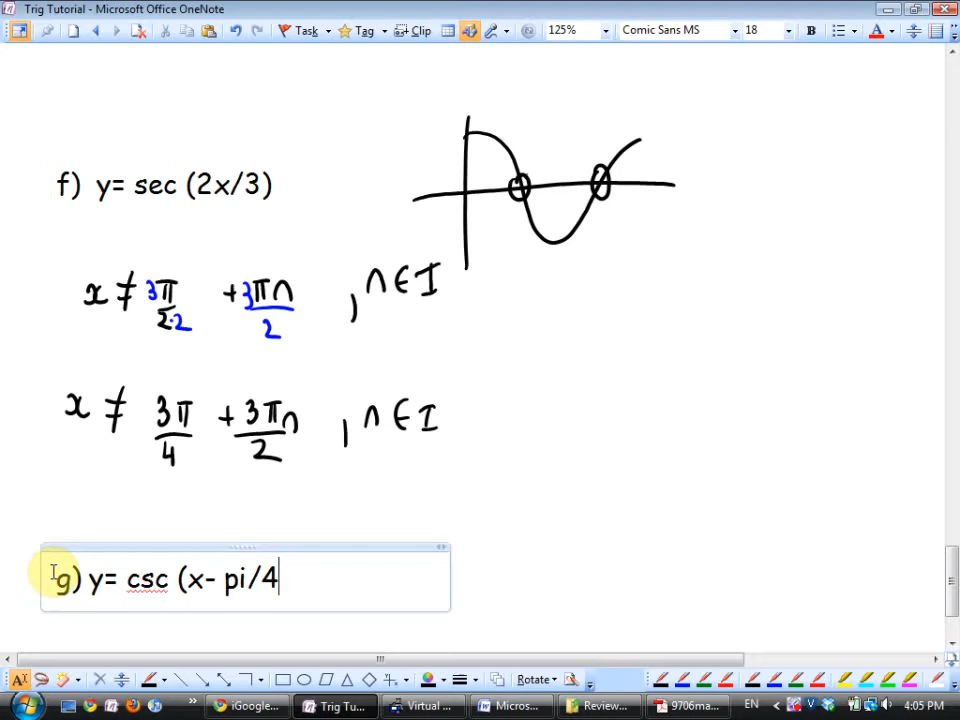 Trig Tutorial - Microsoft OneNote
Task Tag Clip 125% Comic Sans MS 18 B A
f) y= sec (2x/3)
x ≠ 3π/2·2 + 3πn/2 , n ∈ I
x ≠ 3π/4 + 3πn/2 , n ∈ I
g) y= csc (x- pi/4
Rotate
iGoogle... Trig Tu... Virtual ... Micros... Review... 9706ma... EN 4:05 PM